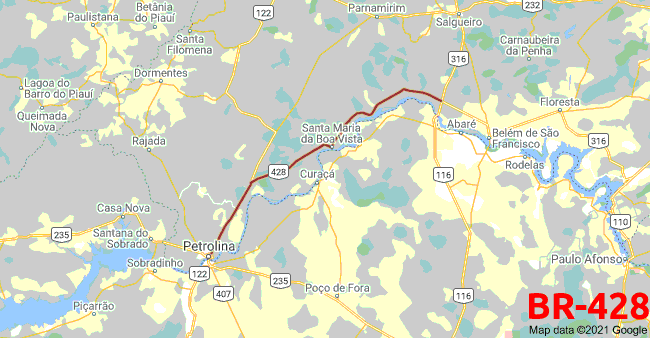 Betânia
do Piauí
Paulistana
122
Parnamirim
Salgueiro
232
Santa
Filomena
Carnaubeira
da Penha
316
Lagoa do
Barro do Piauí
Dormentes
Queimada
Nova
Floresta
Santa Maria
da Boa Vista
Abaré
Belém de São
Francisco
316
Rajada
Rodelas
428
Curaçá
116
116
Casa Nova
110
235
Santana do
Sobrado
Petrolina
Sobradinho
122
235
Paulo Afonso
407
Poço de Fora
116
Piçarrão
BR-428
Map data ©2021 Google